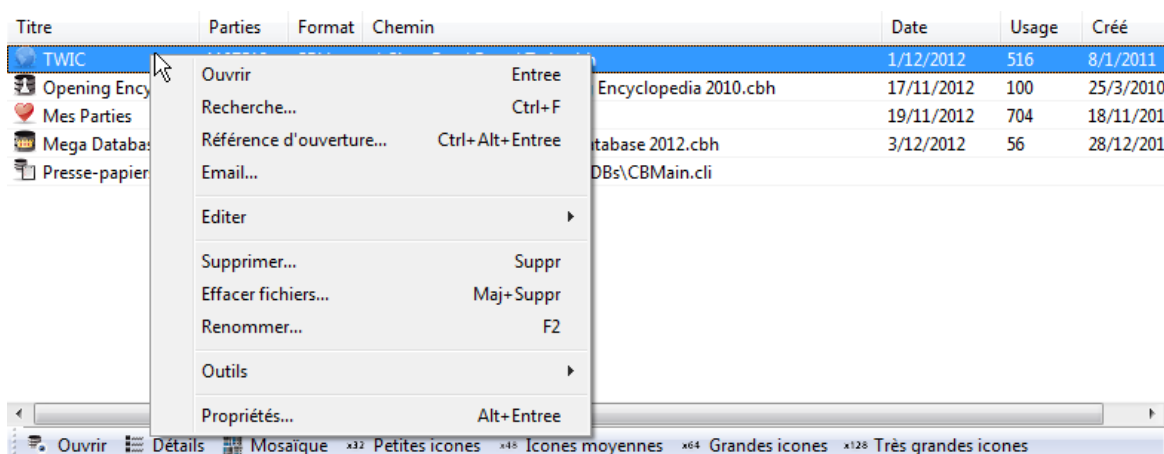 Titre Parties Format Chemin Date Usage Créé
TWIC 1/12/2012 516 8/1/2011
Ouvrir Entree
Opening Ency Encyclopedia 2010.cbh 17/11/2012 100 25/3/2010
Recherche... Ctrl+F
Mes Parties 19/11/2012 704 18/11/201
Référence d'ouverture... Ctrl+Alt+Entree
Mega Databas tabase 2012.cbh 3/12/2012 56 28/12/201
Email...
Presse-papier DBs\CBMain.cli
Editer
Supprimer... Suppr
Effacer fichiers... Maj+Suppr
Renommer... F2
Outils
Propriétés... Alt+Entree
Ouvrir Détails Mosaïque x32 Petites icones x48 Icones moyennes x64 Grandes icones x128 Très grandes icones